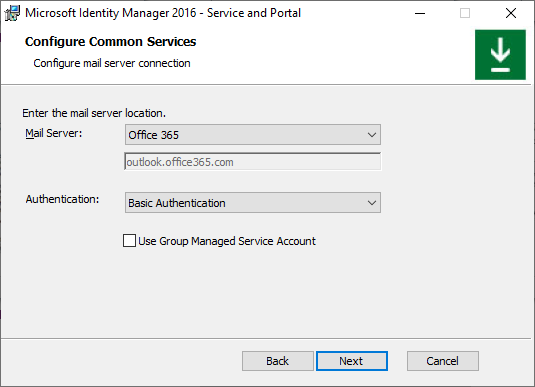 Microsoft Identity Manager 2016 - Service and Portal
Configure Common Services
Configure mail server connection
Enter the mail server location.
Mail Server: Office 365
outlook.office365.com
Authentication: Basic Authentication
Use Group Managed Service Account
Back Next Cancel